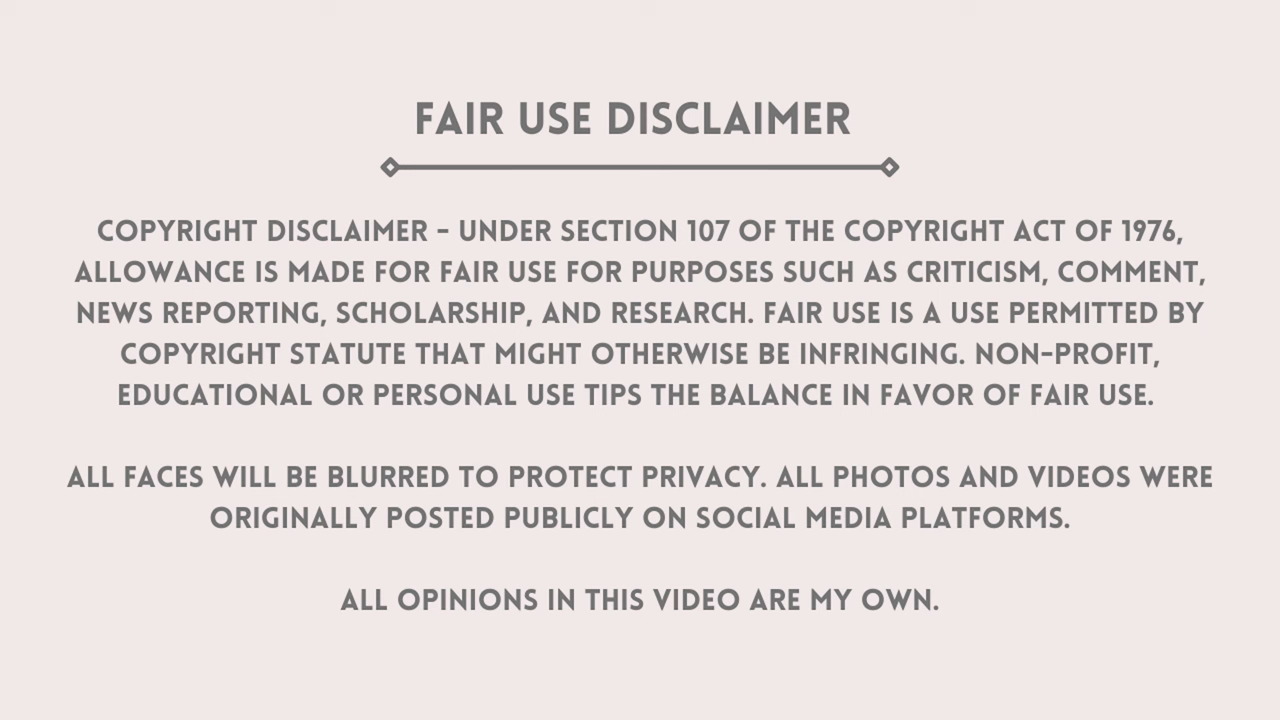 FAIR USE DISCLAIMER
COPYRIGHT DISCLAIMER - UNDER SECTION 107 OF THE COPYRIGHT ACT OF 1976,
ALLOWANCE IS MADE FOR FAIR USE FOR PURPOSES SUCH AS CRITICISM, COMMENT,
NEWS REPORTING, SCHOLARSHIP, AND RESEARCH. FAIR USE IS A USE PERMITTED BY
COPYRIGHT STATUTE THAT MIGHT OTHERWISE BE INFRINGING. NON-PROFIT,
EDUCATIONAL OR PERSONAL USE TIPS THE BALANCE IN FAVOR OF FAIR USE.
ALL FACES WILL BE BLURRED TO PROTECT PRIVACY. ALL PHOTOS AND VIDEOS WERE
ORIGINALLY POSTED PUBLICLY ON SOCIAL MEDIA PLATFORMS.
ALL OPINIONS IN THIS VIDEO ARE MY OWN.